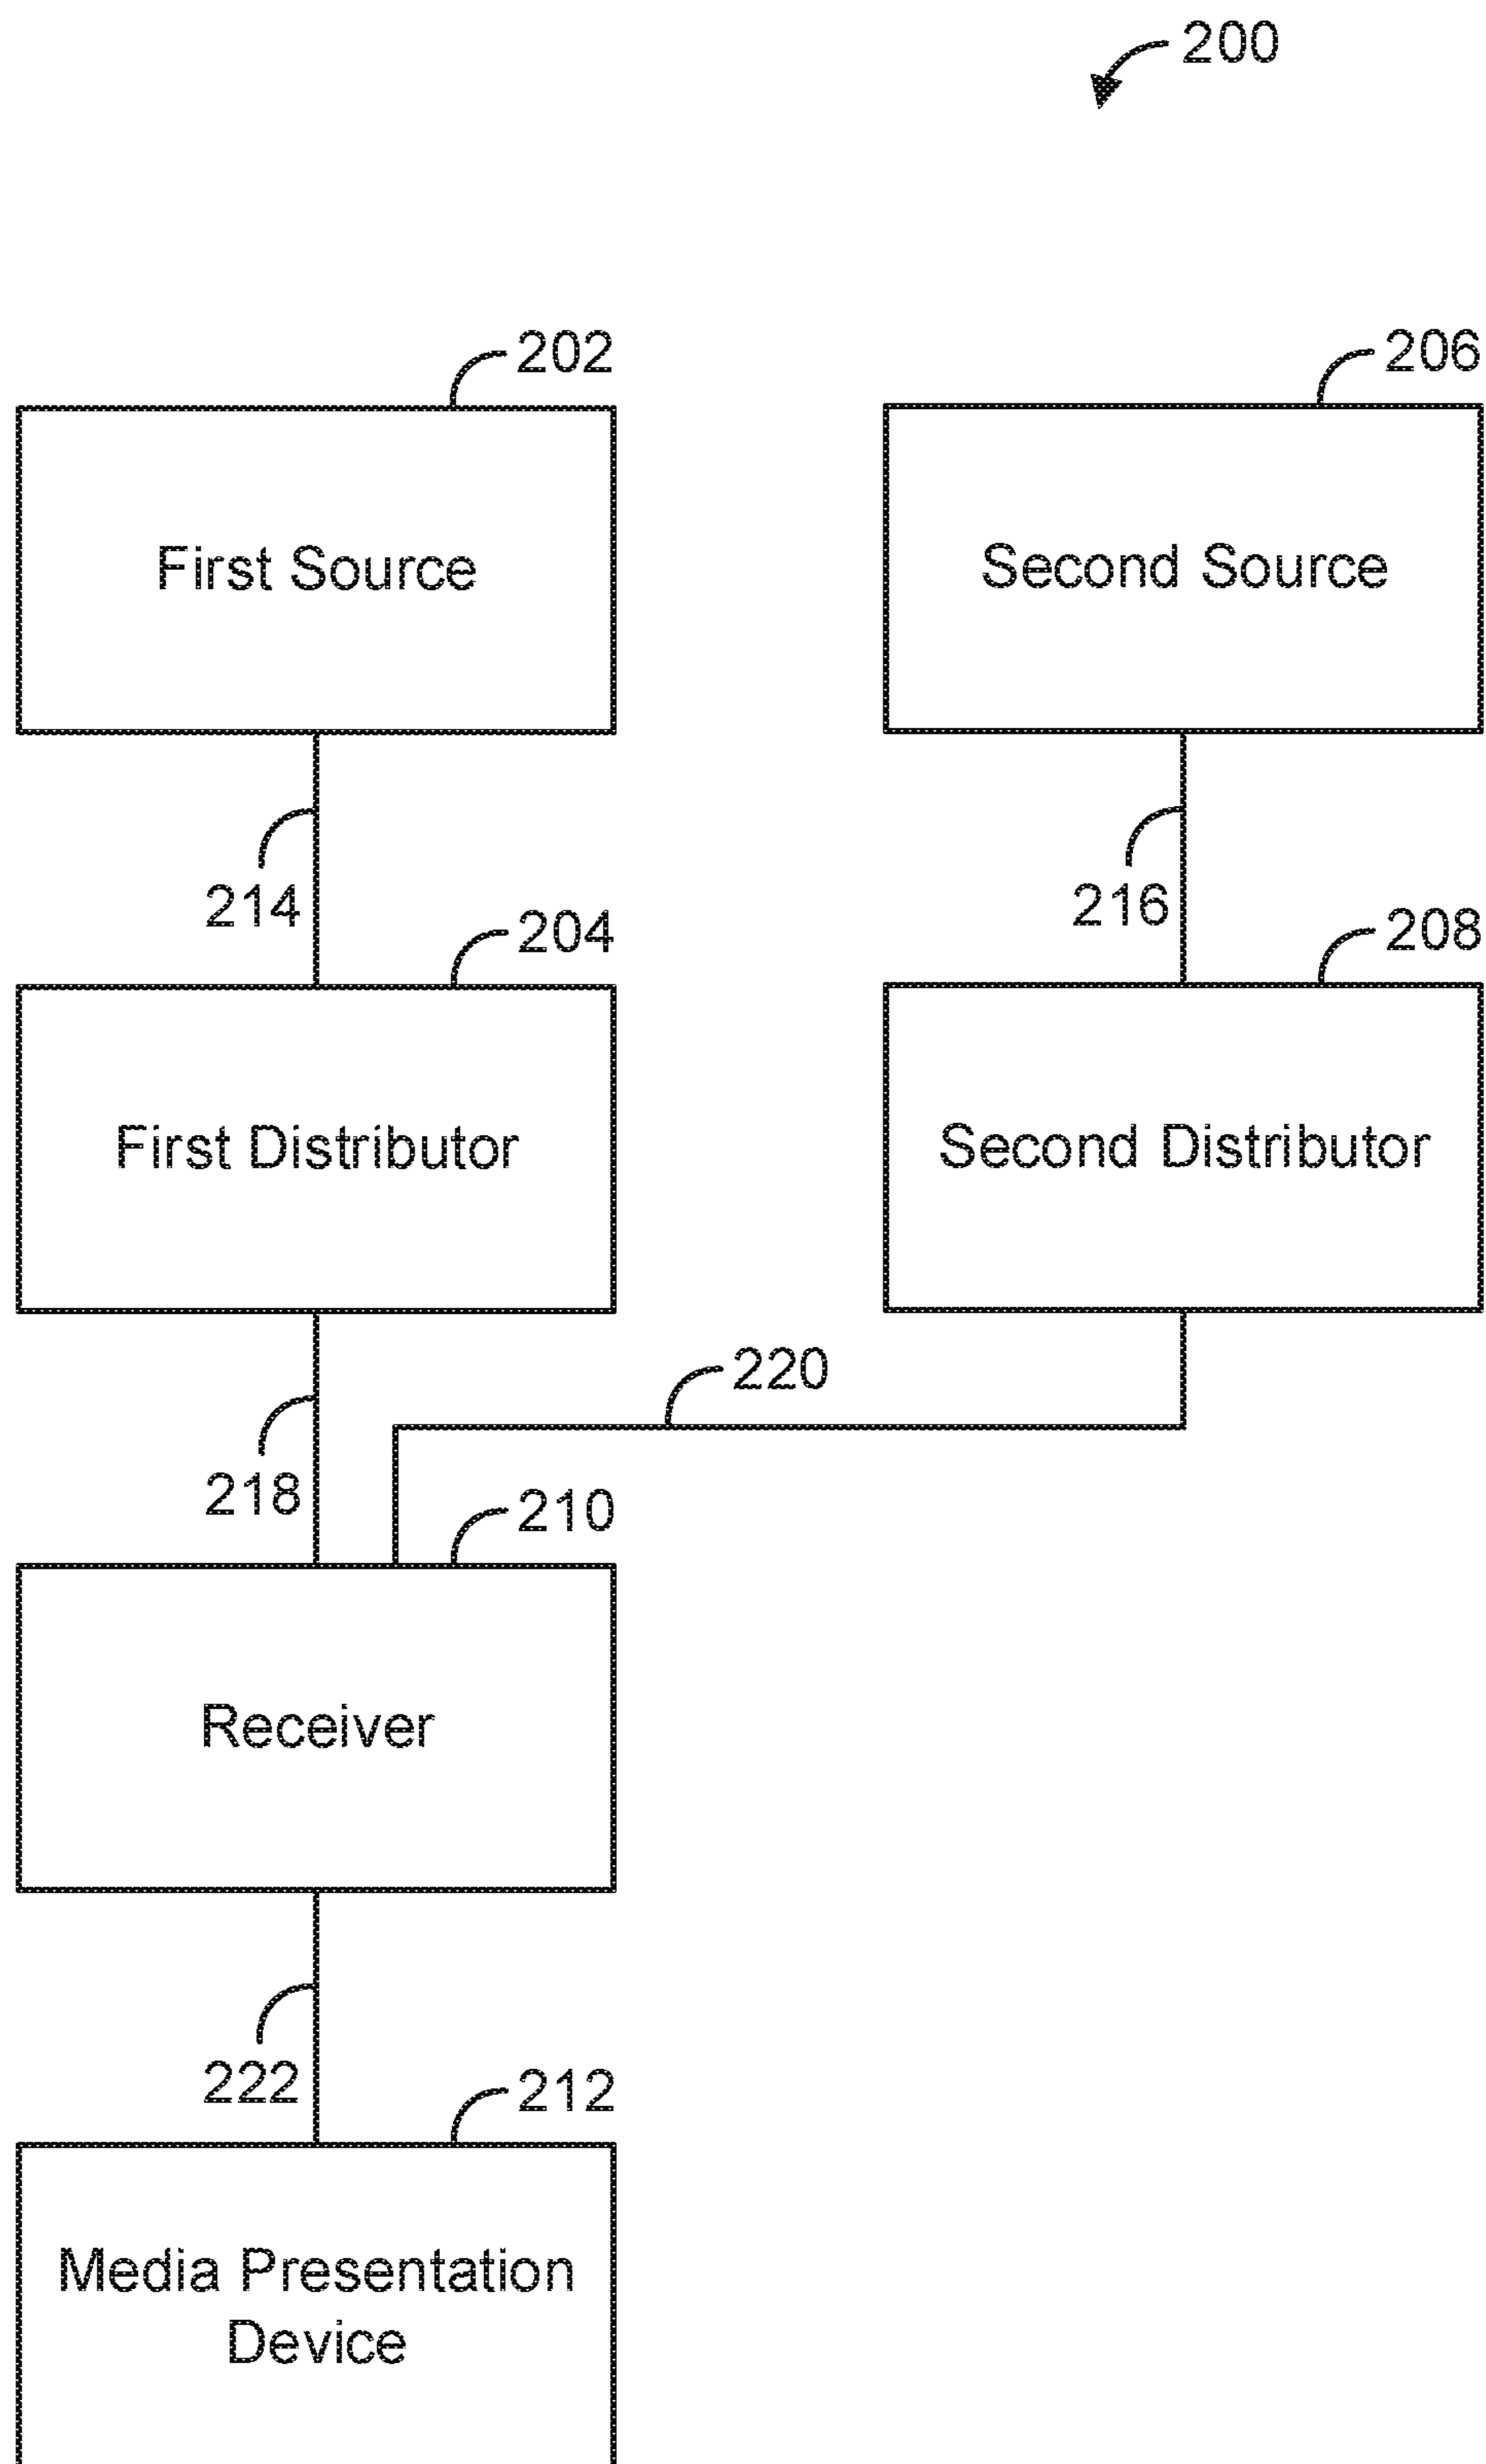 200
202
206
First Source
Second Source
214
204
216
208
First Distributor
Second Distributor
220
218
210
Receiver
222
212
Media Presentation
Device